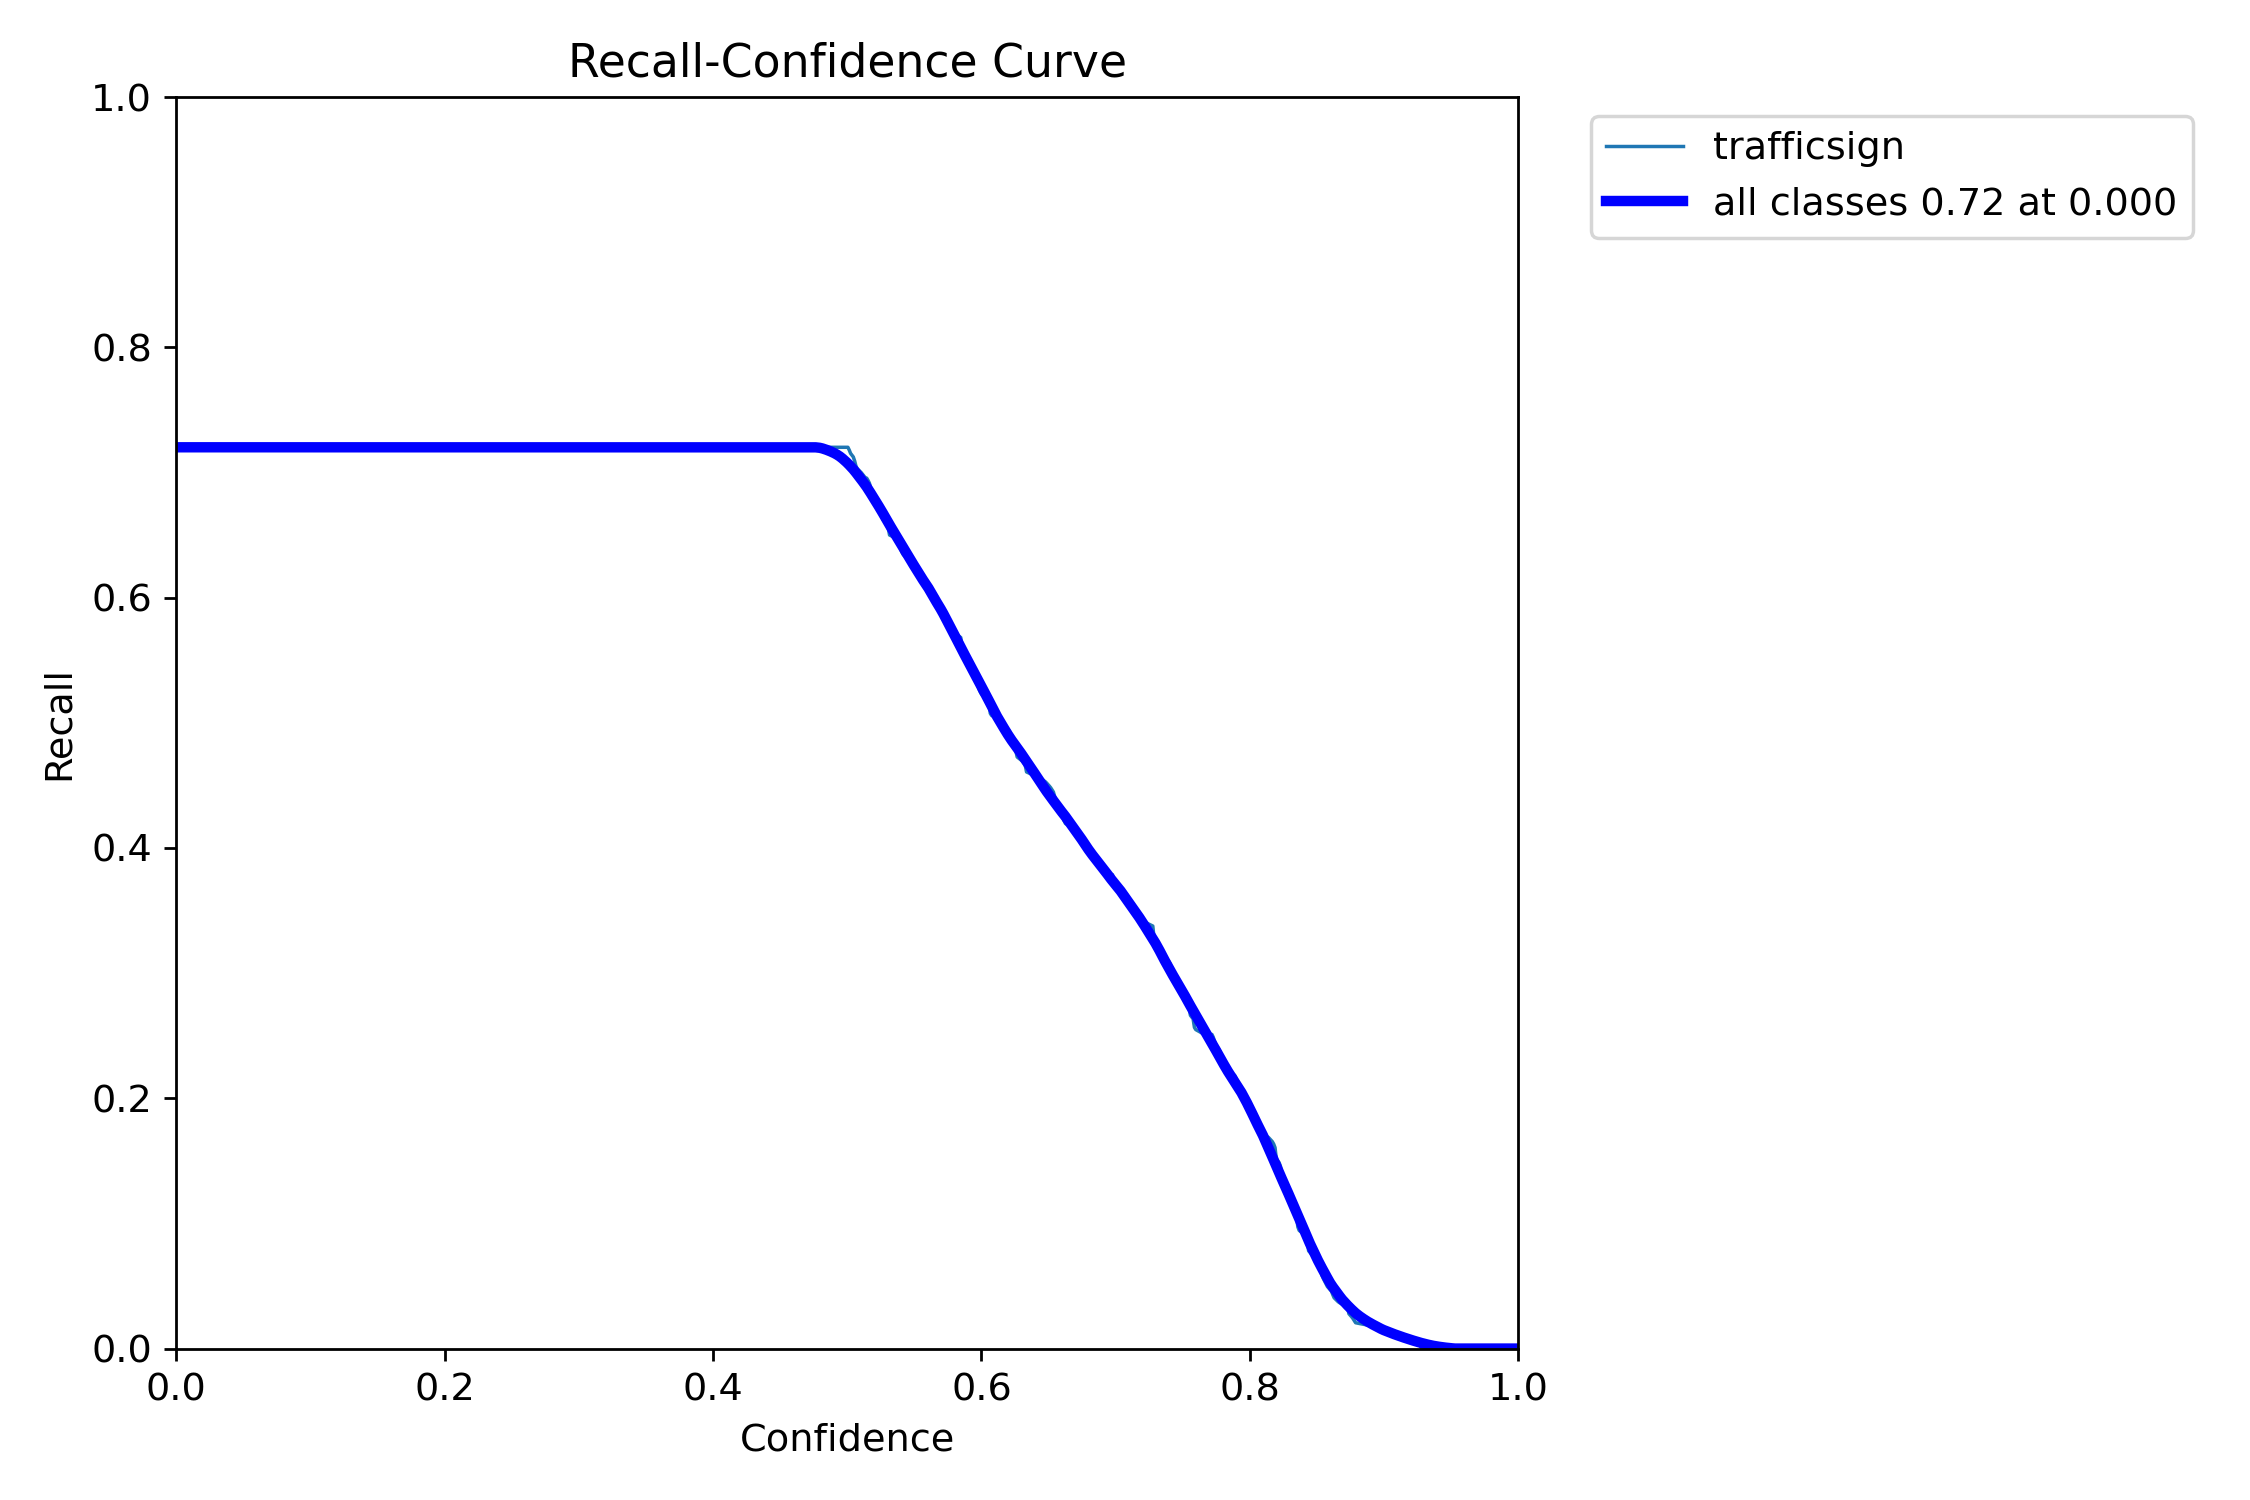 Recall-Confidence Curve
trafficsign
all classes 0.72 at 0.000
1.0
0.8
0.6
0.4
0.2
0.0
Recall
0.0 0.2 0.4 0.6 0.8 1.0
Confidence